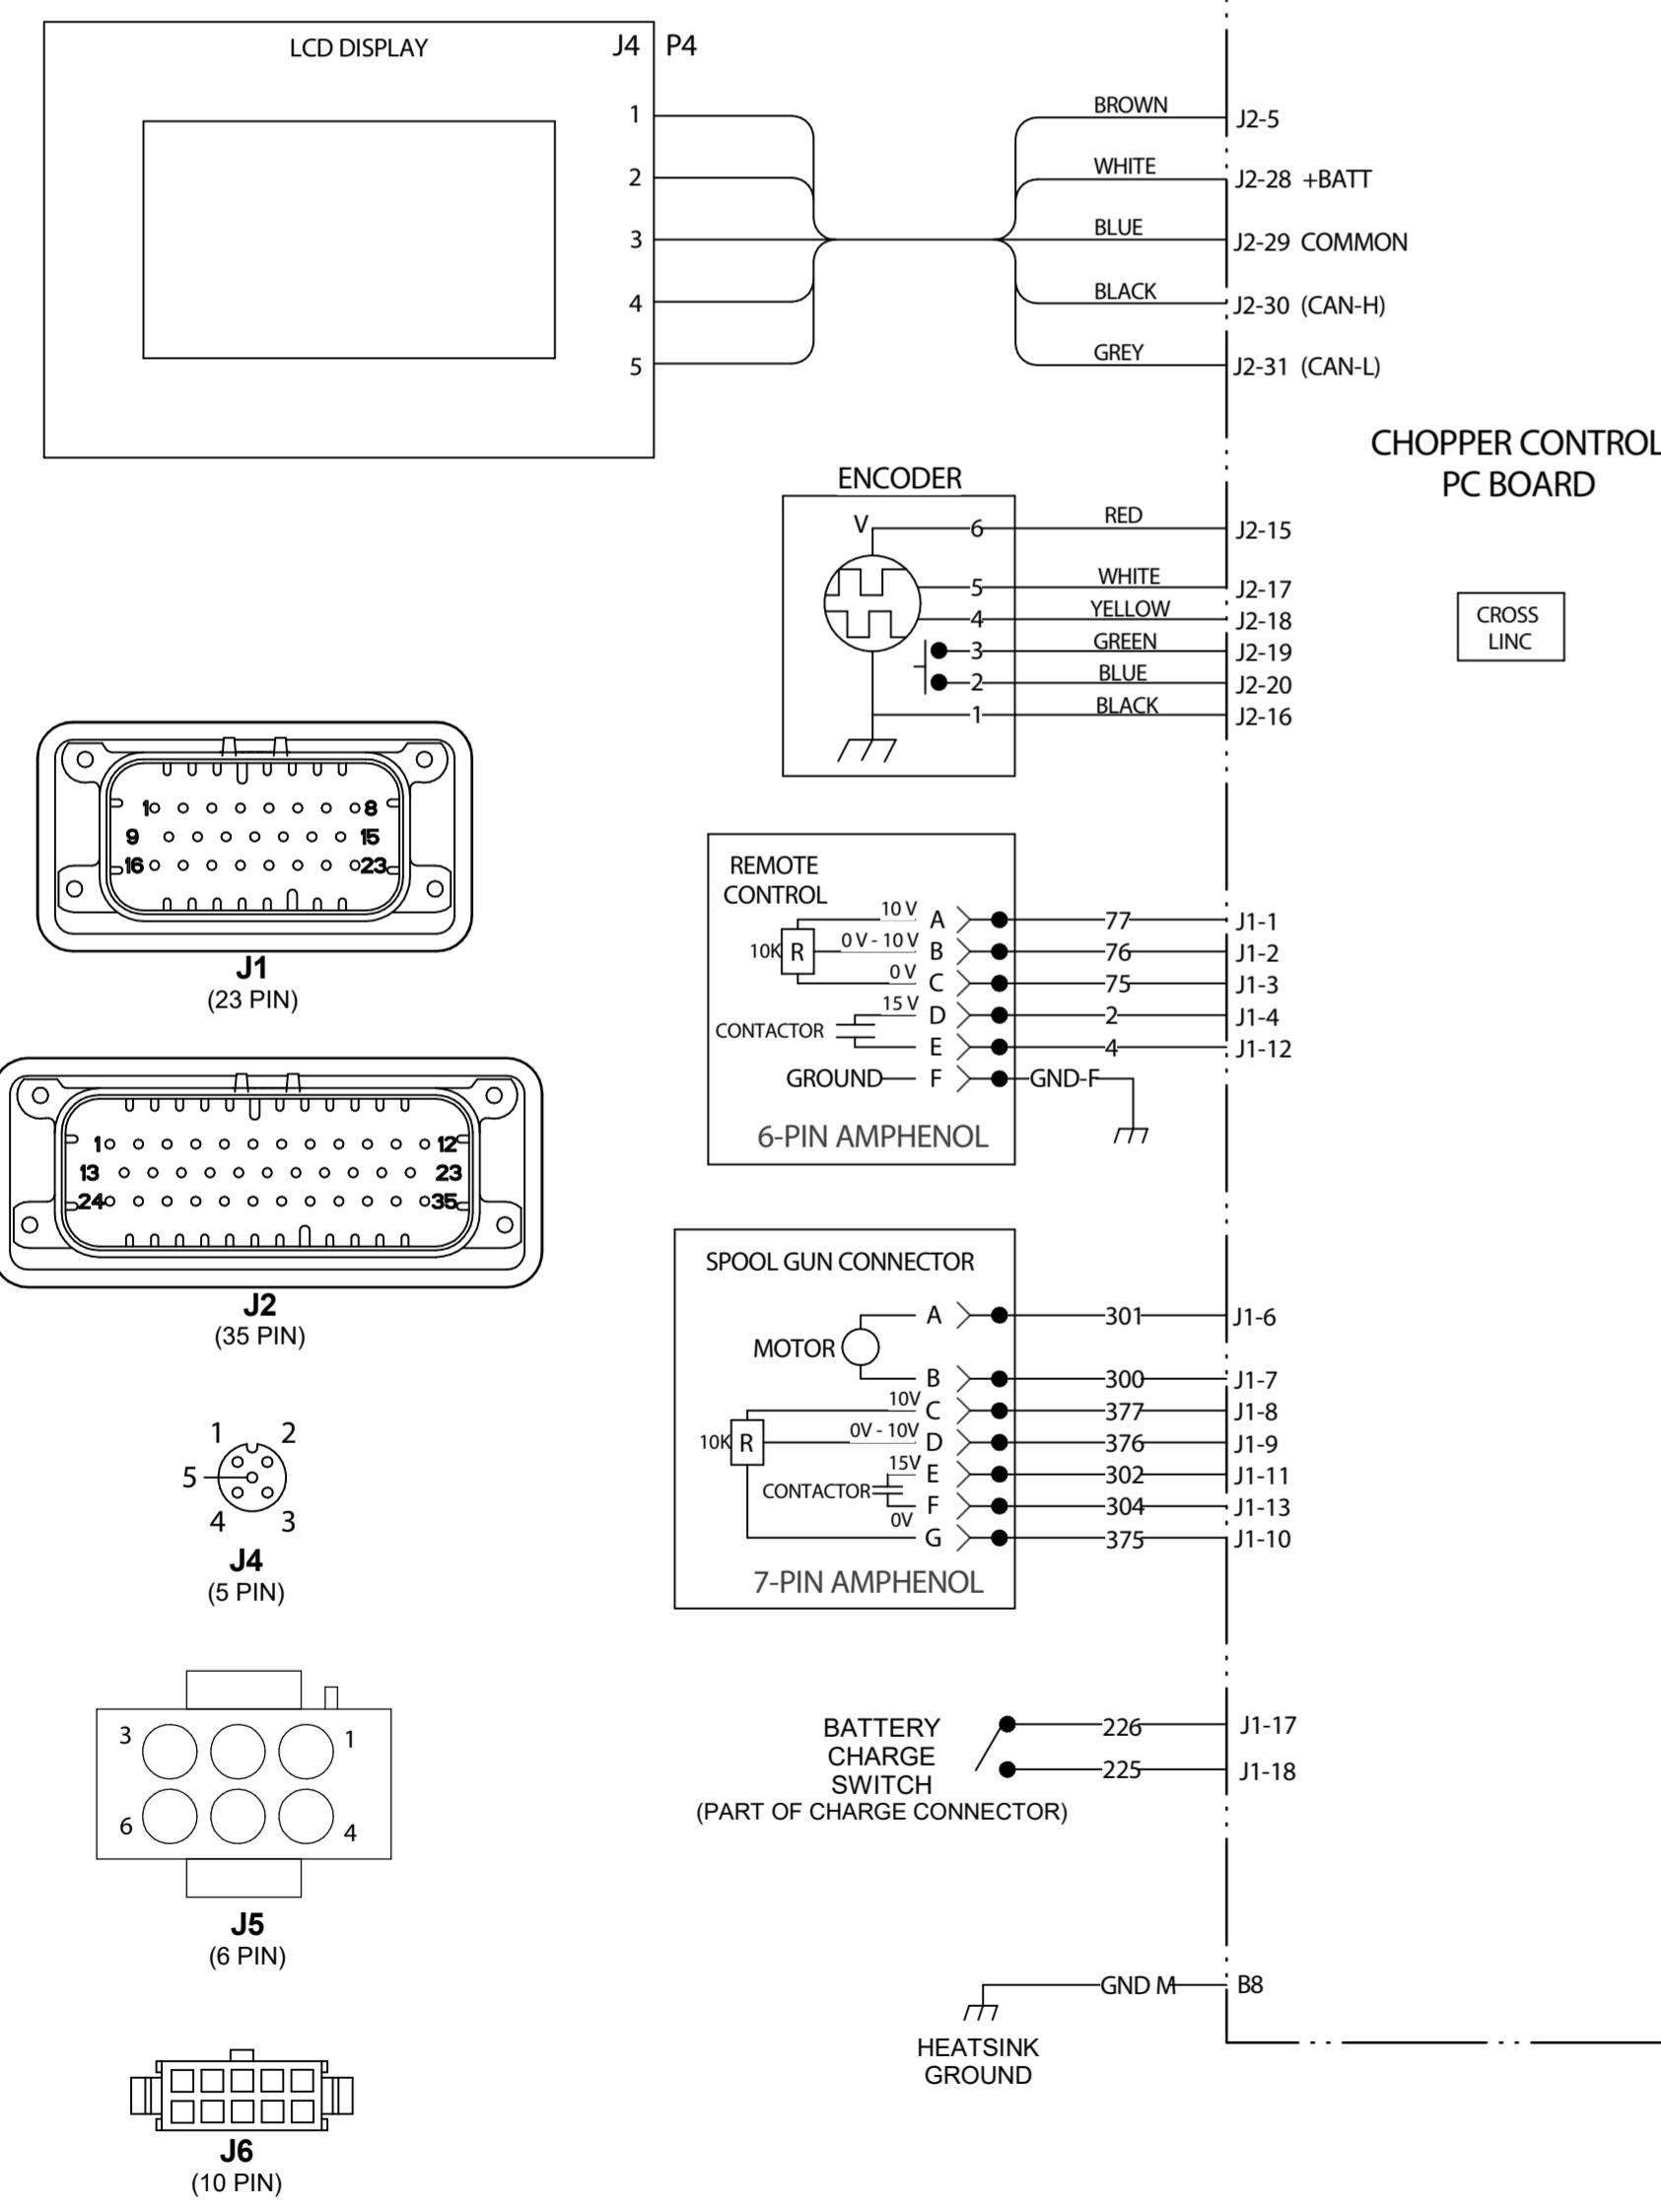 LCD DISPLAY
J4 P4
1
2
3
4
5
BROWN J2-5
WHITE J2-28 +BATT
BLUE J2-29 COMMON
BLACK J2-30 (CAN-H)
GREY J2-31 (CAN-L)
CHOPPER CONTROL
PC BOARD
CROSS
LINC
ENCODER
V 6 RED J2-15
5 WHITE J2-17
4 YELLOW J2-18
3 GREEN J2-19
2 BLUE J2-20
1 BLACK J2-16
1 8
9 15
16 23
J1
(23 PIN)
REMOTE
CONTROL
10 V A 77 J1-1
10K R 0 V - 10 V B 76 J1-2
0 V C 75 J1-3
15 V D 2 J1-4
CONTACTOR
E 4 J1-12
GROUND F GND-F
6-PIN AMPHENOL
1 12
13 23
24 35
J2
(35 PIN)
SPOOL GUN CONNECTOR
A 301 J1-6
MOTOR
B 300 J1-7
10V C 377 J1-8
10K R 0V - 10V D 376 J1-9
15V E 302 J1-11
CONTACTOR
F 304 J1-13
0V
G 375 J1-10
7-PIN AMPHENOL
1 2
5
4 3
J4
(5 PIN)
3 1
6 4
J5
(6 PIN)
BATTERY
CHARGE
SWITCH
(PART OF CHARGE CONNECTOR)
226 J1-17
225 J1-18
GND M B8
HEATSINK
GROUND
J6
(10 PIN)